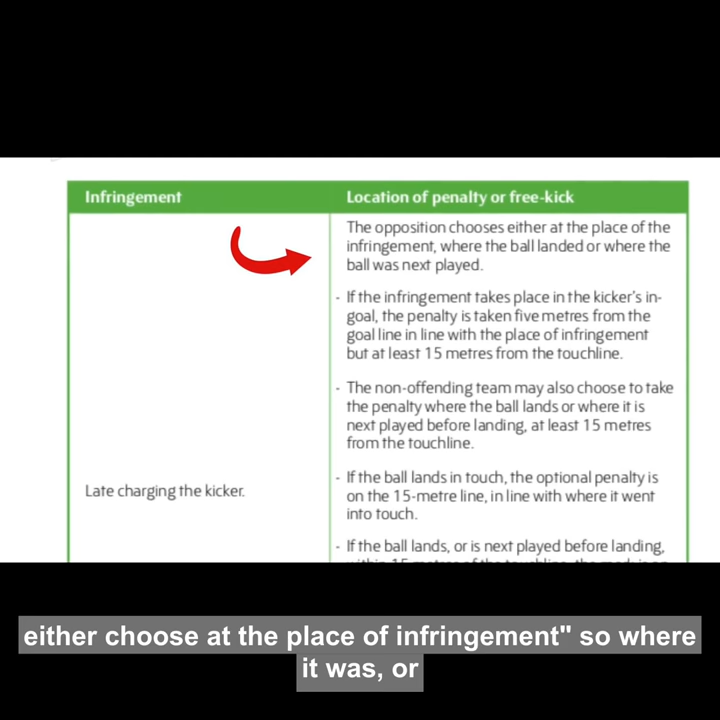 Infringement
Location of penalty or free-kick
The opposition chooses either at the place of the
infringement, where the ball landed or where the
ball was next played.
- If the infringement takes place in the kicker's in-
goal, the penalty is taken five metres from the
goal line in line with the place of infringement
but at least 15 metres from the touchline.
- The non-offending team may also choose to take
the penalty where the ball lands or where it is
next played before landing, at least 15 metres
from the touchline.
Late charging the kicker.
- If the ball lands in touch, the optional penalty is
on the 15-metre line, in line with where it went
into touch.
- If the ball lands, or is next played before landing,
either choose at the place of infringement" so where
it was, or